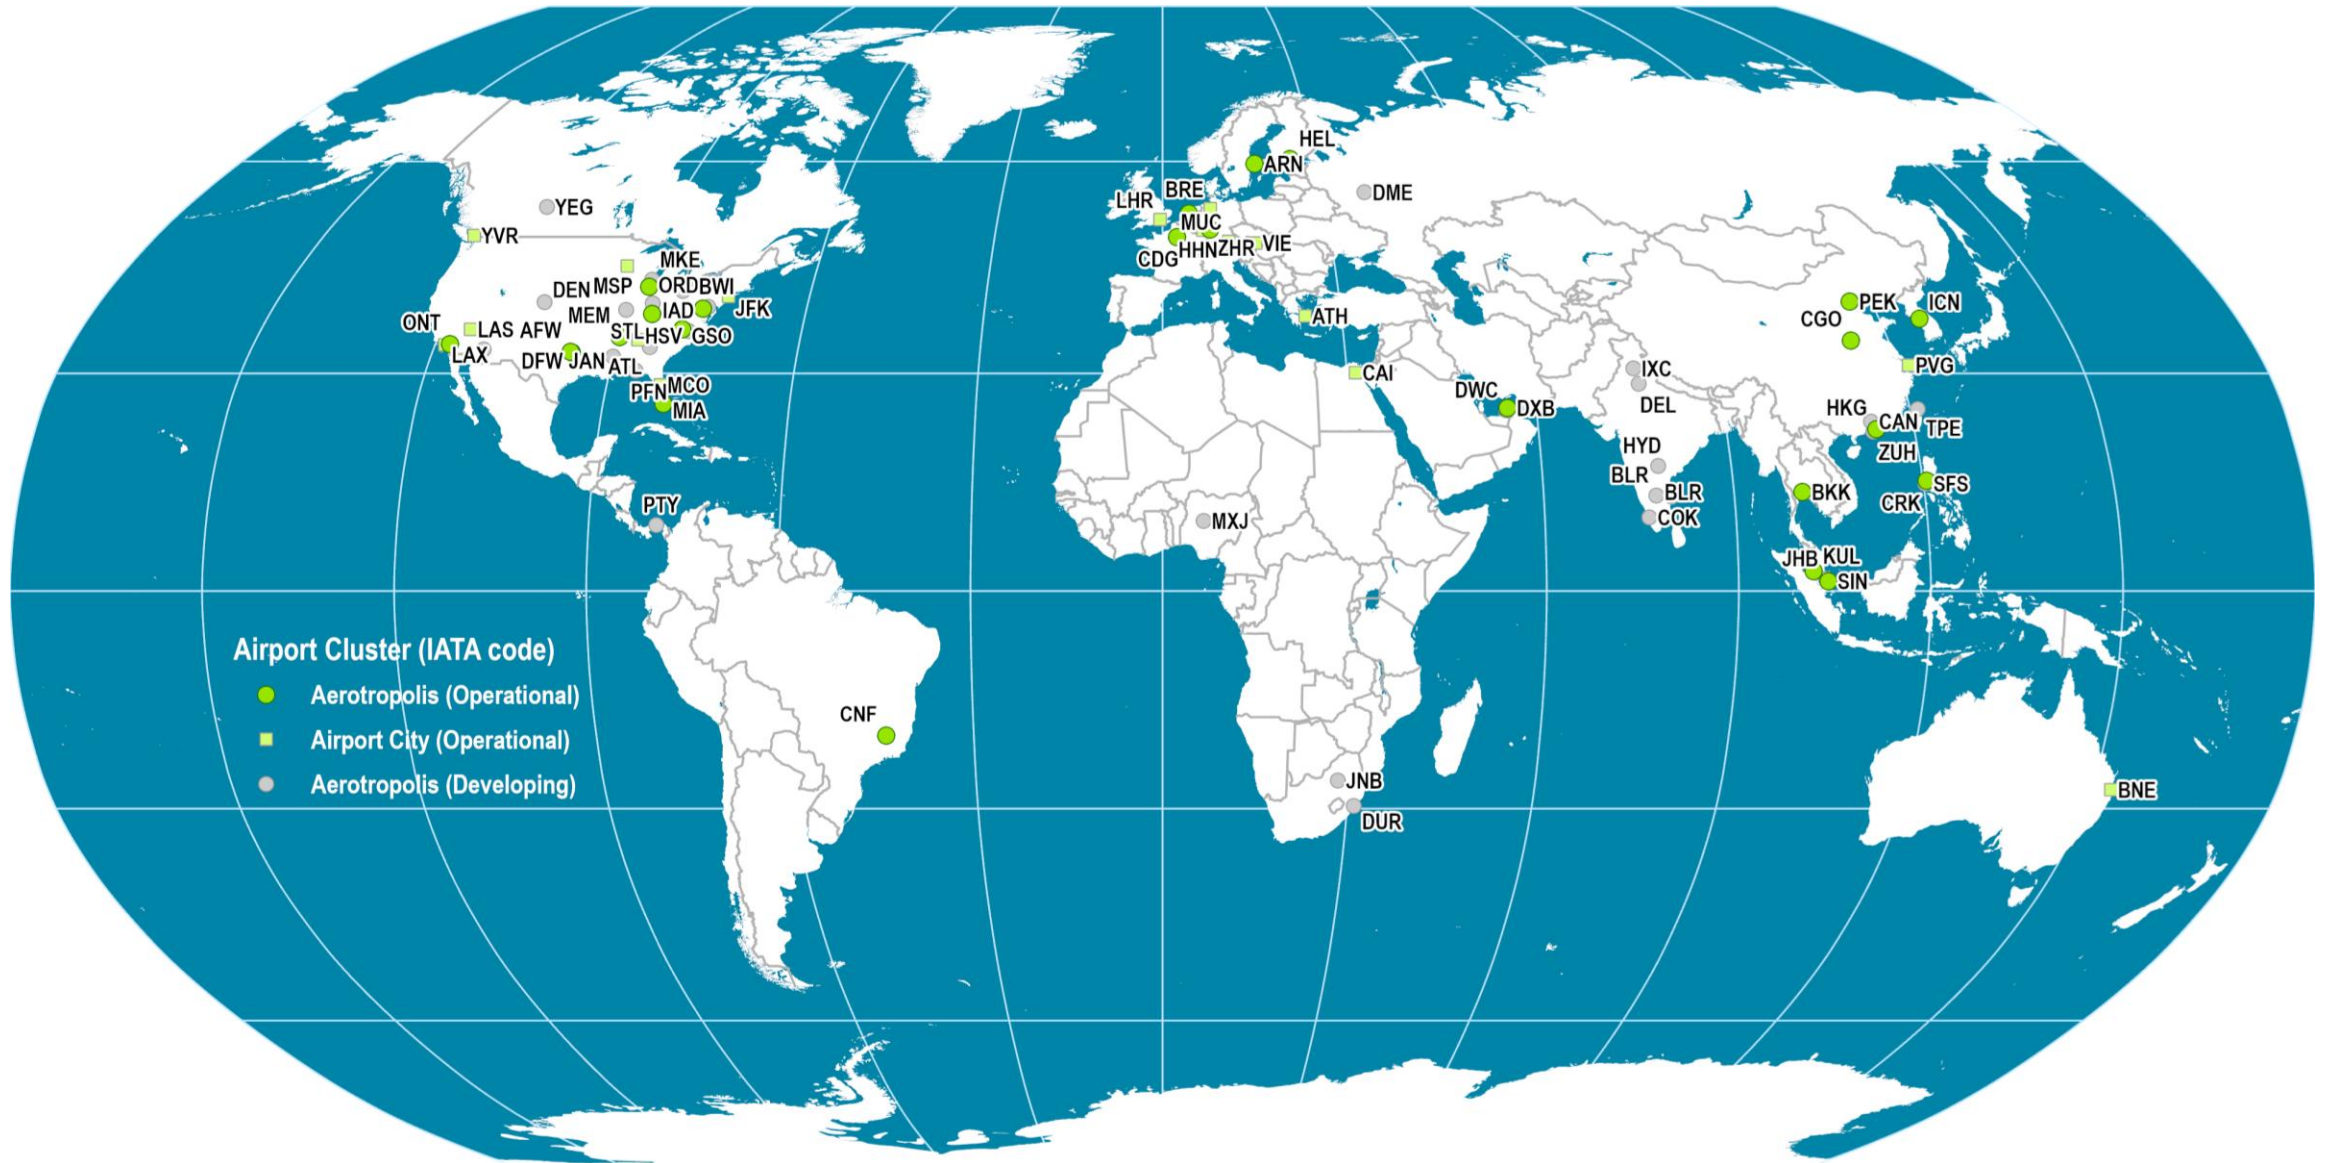 HEL
ARN
BRE
DME
LHR
YEG
MUC
YVR
CDG
HHN
ZHR
VIE
MKE
DEN
MSP
ORD
BWI
PEK
ICN
MEM
IAD
JFK
ATH
CGO
ONT
LAS
AFW
STL
HSV
GSO
LAX
DFW
JAN
ATL
PVG
IXC
CAI
PFN
MCO
DWC
DEL
MIA
DXB
HKG
CAN
TPE
HYD
ZUH
BLR
SFS
BLR
BKK
PTY
CRK
COK
MXJ
JHB
KUL
SIN
Airport Cluster (IATA code)
Aerotropolis (Operational)
CNF
Airport City (Operational)
Aerotropolis (Developing)
JNB
BNE
DUR